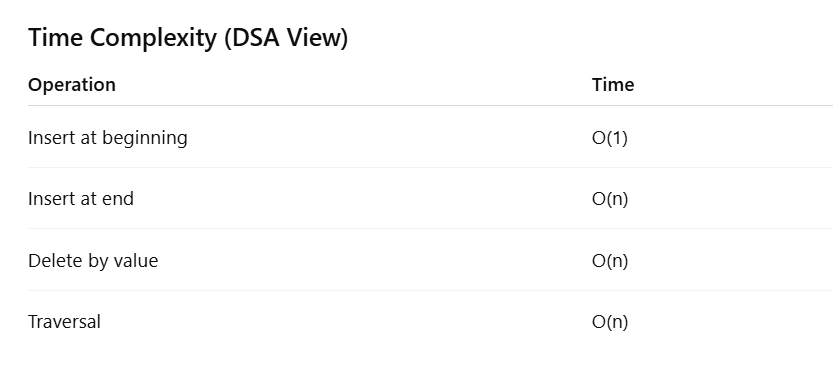 Time Complexity (DSA View)
Operation Time
Insert at beginning O(1)
Insert at end O(n)
Delete by value O(n)
Traversal O(n)